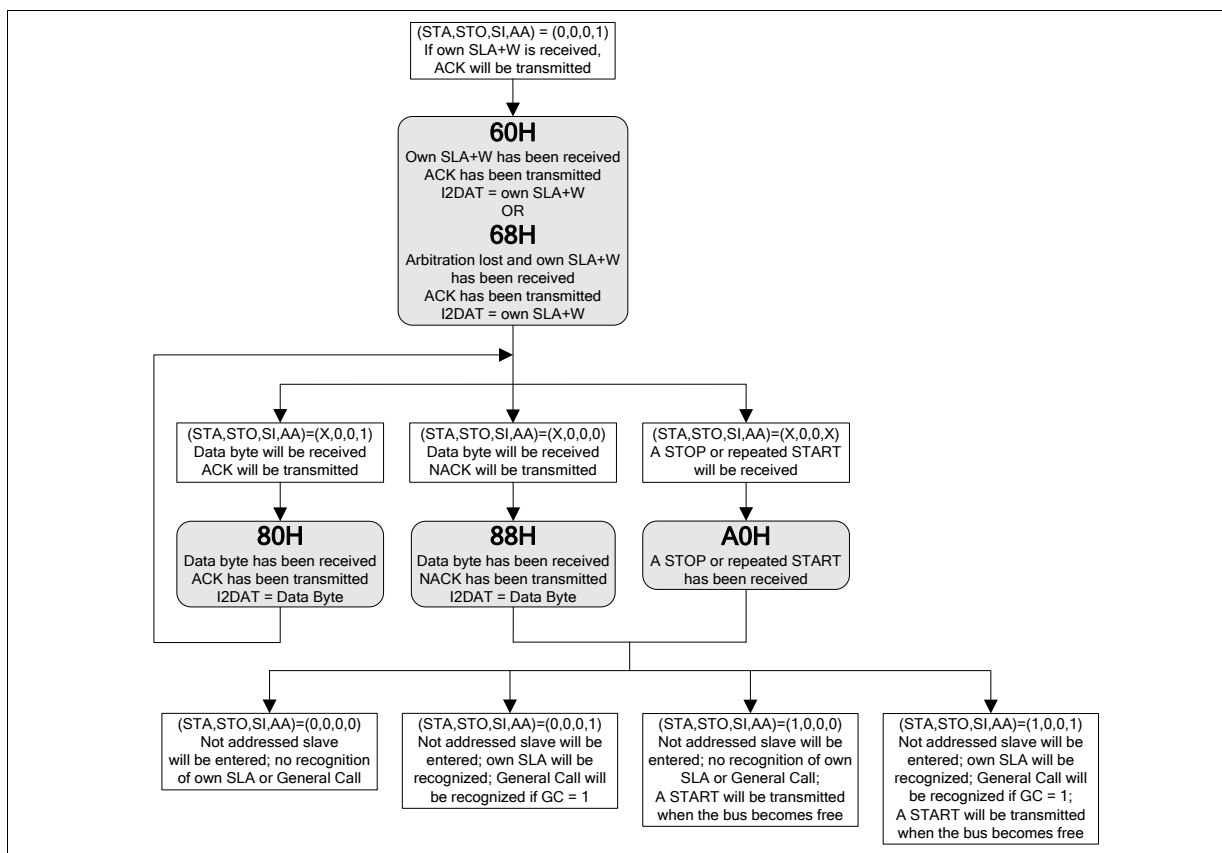 (STA,STO,SI,AA) = (0,0,0,1)
If own SLA+W is received,
ACK will be transmitted
60H
Own SLA+W has been received
ACK has been transmitted
I2DAT = own SLA+W
OR
68H
Arbitration lost and own SLA+W
has been received
ACK has been transmitted
I2DAT = own SLA+W
(STA,STO,SI,AA)=(X,0,0,1)
Data byte will be received
ACK will be transmitted
(STA,STO,SI,AA)=(X,0,0,0)
Data byte will be received
NACK will be transmitted
(STA,STO,SI,AA)=(X,0,0,X)
A STOP or repeated START
will be received
80H
Data byte has been received
ACK has been transmitted
I2DAT = Data Byte
88H
Data byte has been received
NACK has been transmitted
I2DAT = Data Byte
A0H
A STOP or repeated START
has been received
(STA,STO,SI,AA)=(0,0,0,0)
Not addressed slave
will be entered; no recognition
of own SLA or General Call
(STA,STO,SI,AA)=(0,0,0,1)
Not addressed slave will be
entered; own SLA will be
recognized; General Call will
be recognized if GC = 1
(STA,STO,SI,AA)=(1,0,0,0)
Not addressed slave will be
entered; no recognition of own
SLA or General Call;
A START will be transmitted
when the bus becomes free
(STA,STO,SI,AA)=(1,0,0,1)
Not addressed slave will be
entered; own SLA will be
recognized; General Call will
be recognized if GC = 1;
A START will be transmitted
when the bus becomes free